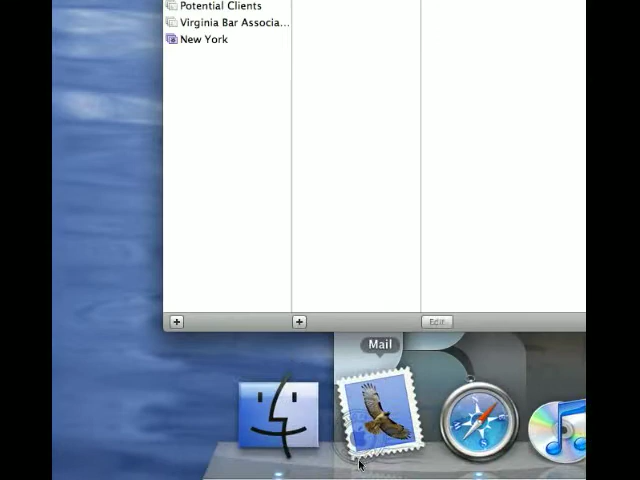 Potential Clients
Virginia Bar Associa...
New York
Edit
Mail